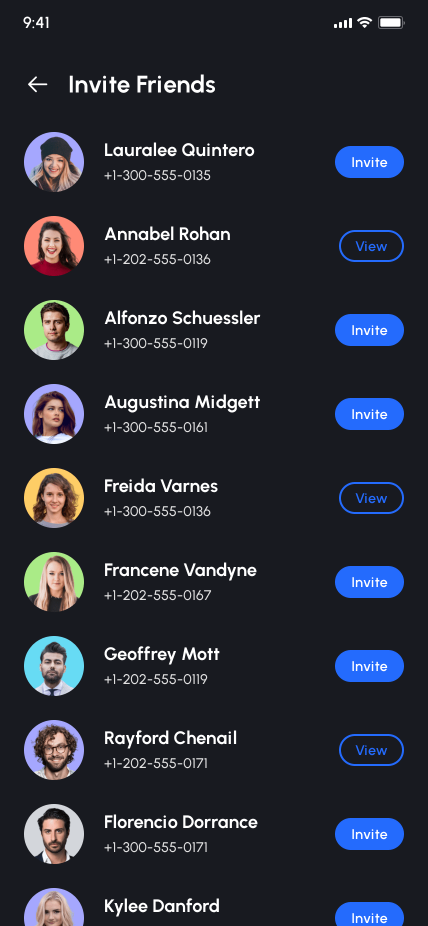 9:41
Invite Friends
Lauralee Quintero
+1-300-555-0135
Invite
Annabel Rohan
+1-202-555-0136
View
Alfonzo Schuessler
+1-300-555-0119
Invite
Augustina Midgett
+1-300-555-0161
Invite
Freida Varnes
+1-300-555-0136
View
Francene Vandyne
+1-202-555-0167
Invite
Geoffrey Mott
+1-202-555-0119
Invite
Rayford Chenail
+1-202-555-0171
View
Florencio Dorrance
+1-300-555-0171
Invite
Kylee Danford
Invite